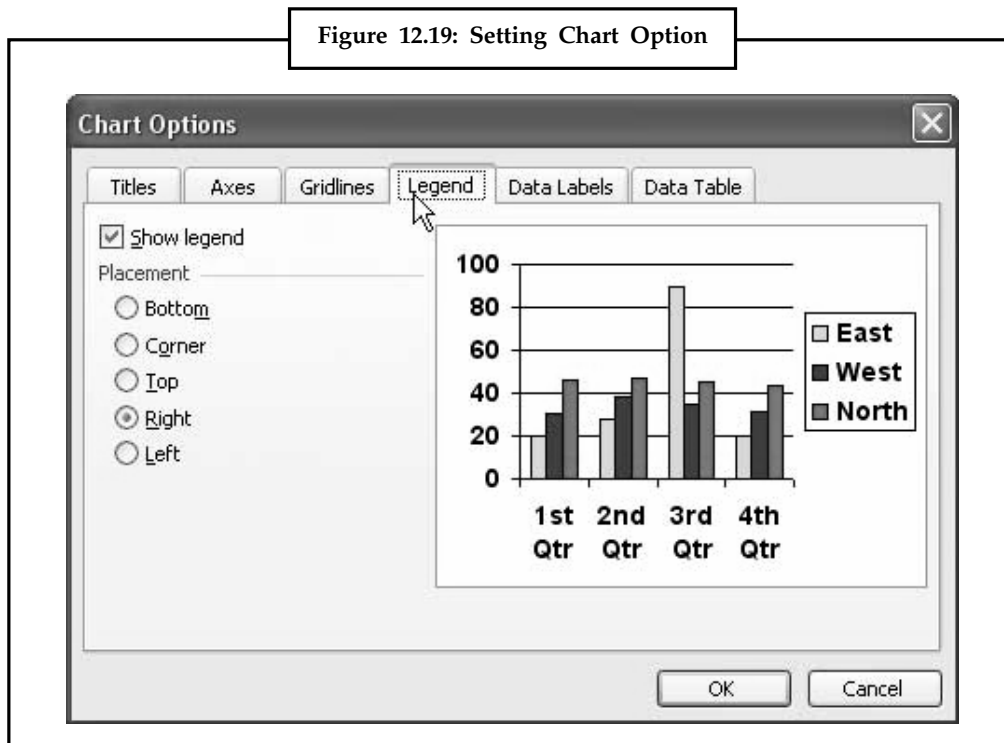 Figure 12.19: Setting Chart Option
Chart Options
Titles
Axes
Gridlines
Legend
Data Labels
Data Table
Show legend
Placement
Bottom
Corner
Top
Right
Left
100
80
60
40
20
0
1st Qtr
2nd Qtr
3rd Qtr
4th Qtr
East
West
North
OK
Cancel